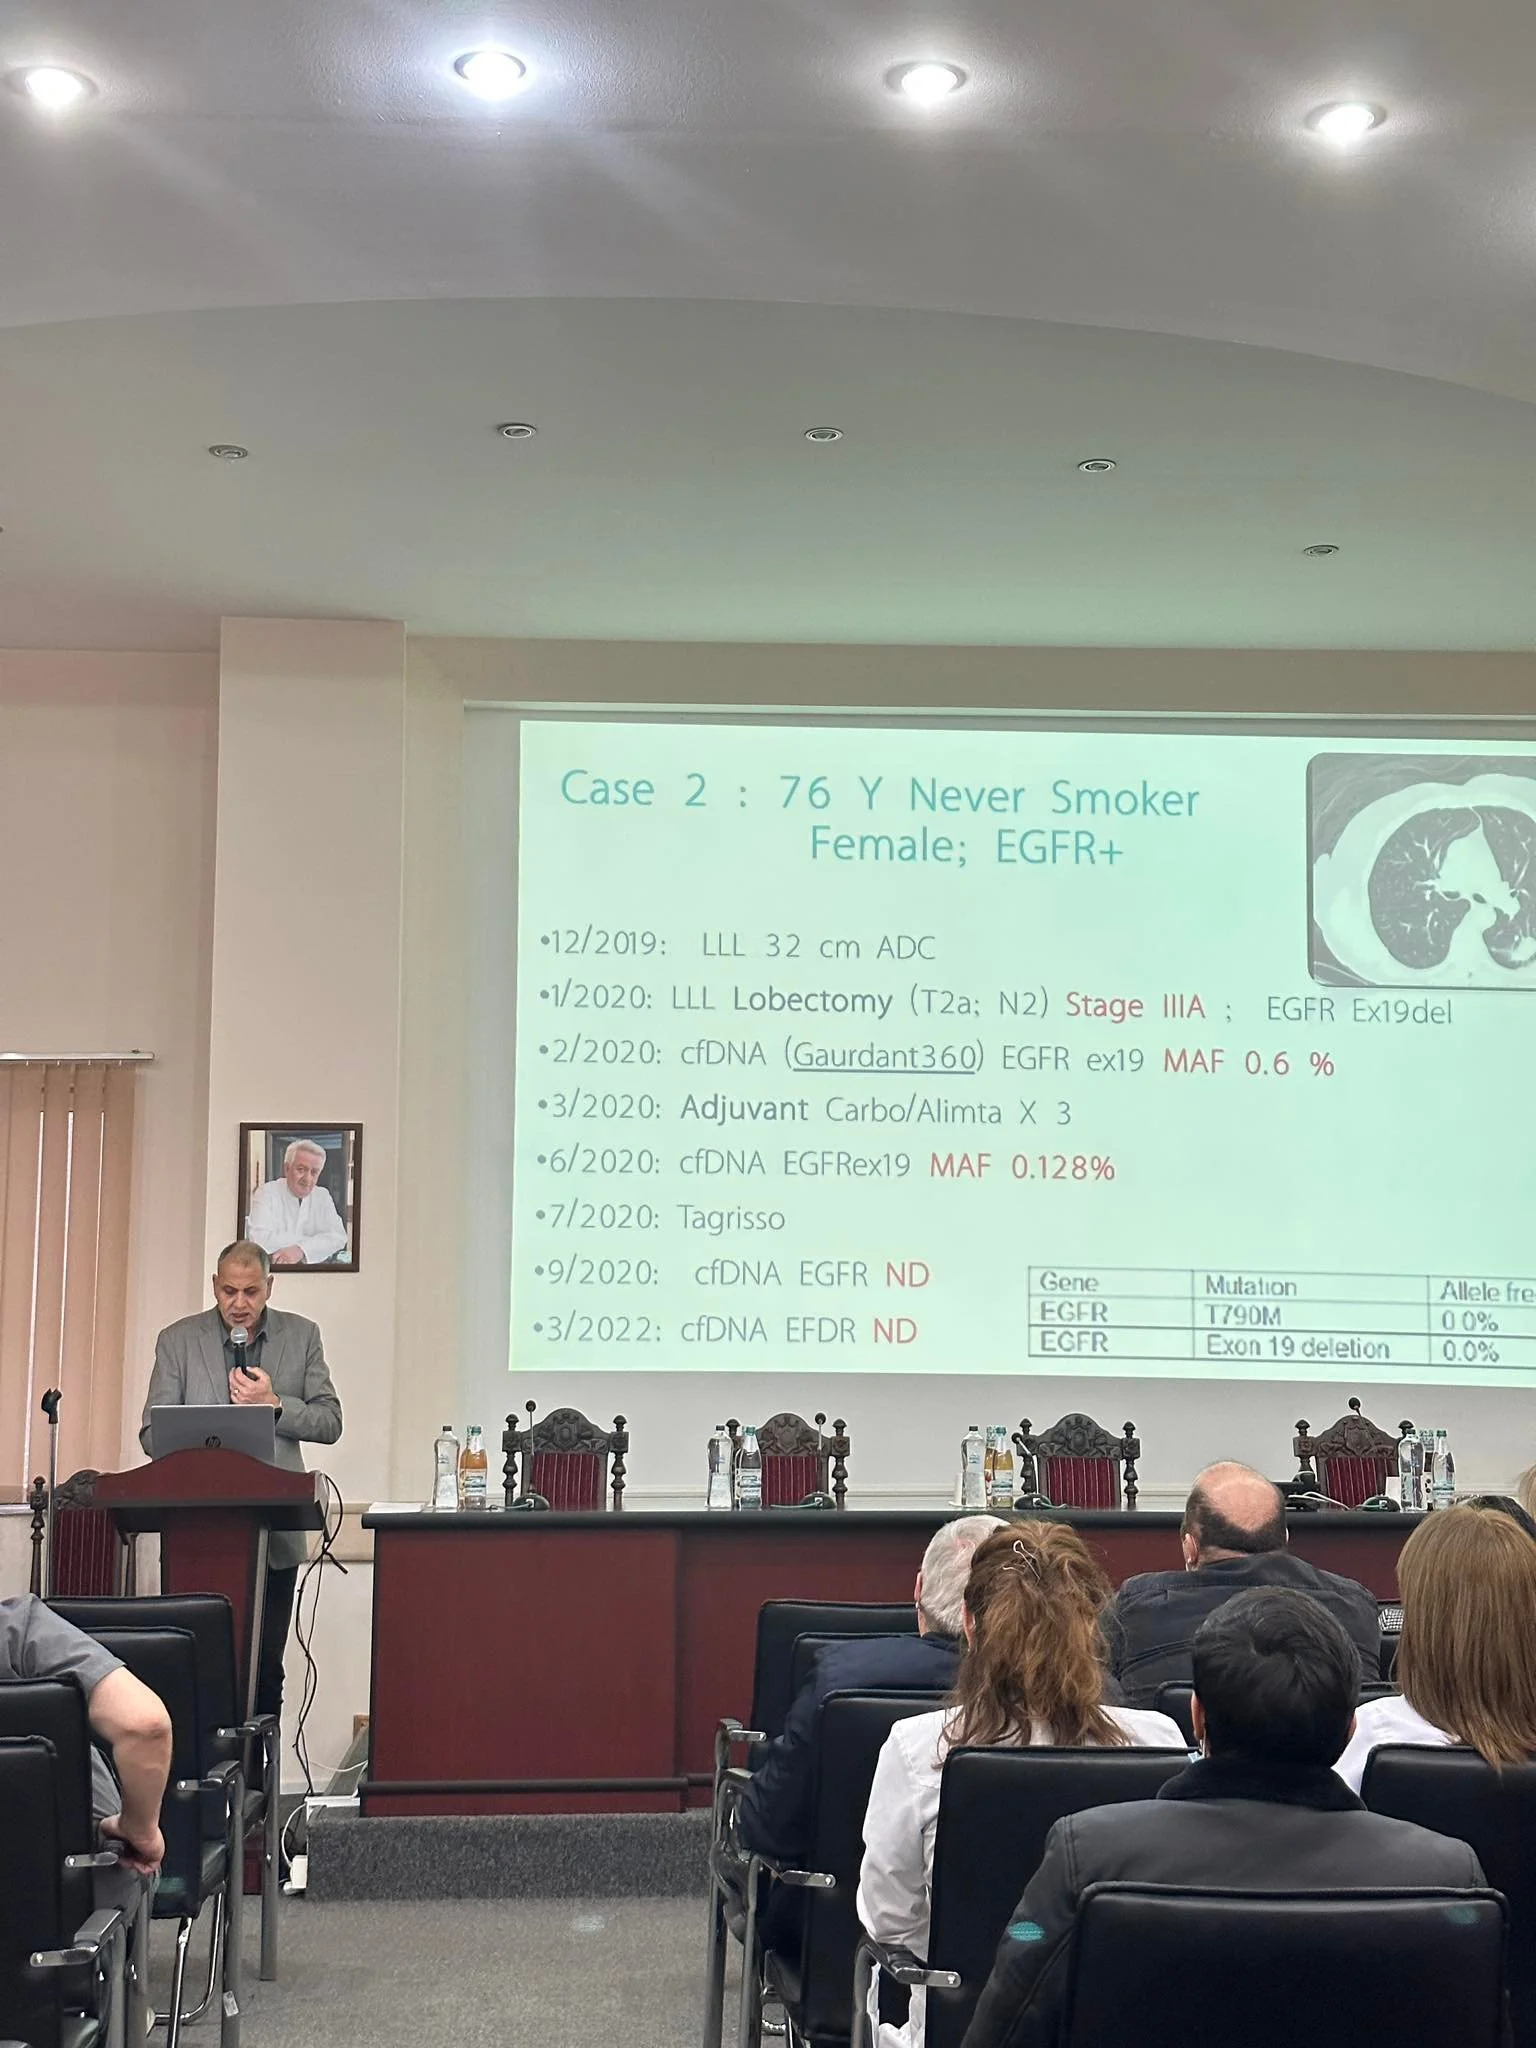 Case 2 : 76 Y Never Smoker
Female; EGFR+
•12/2019: LLL 32 cm ADC
•1/2020: LLL Lobectomy (T2a; N2) Stage IIIA ; EGFR Ex19del
•2/2020: cfDNA (Gaurdant360) EGFR ex19 MAF 0.6 %
•3/2020: Adjuvant Carbo/Alimta X 3
•6/2020: cfDNA EGFRex19 MAF 0.128%
•7/2020: Tagrisso
•9/2020: cfDNA EGFR ND
•3/2022: cfDNA EFDR ND
Gene Mutation Allele fre
EGFR T790M 0 0%
EGFR Exon 19 deletion 0.0%
hp